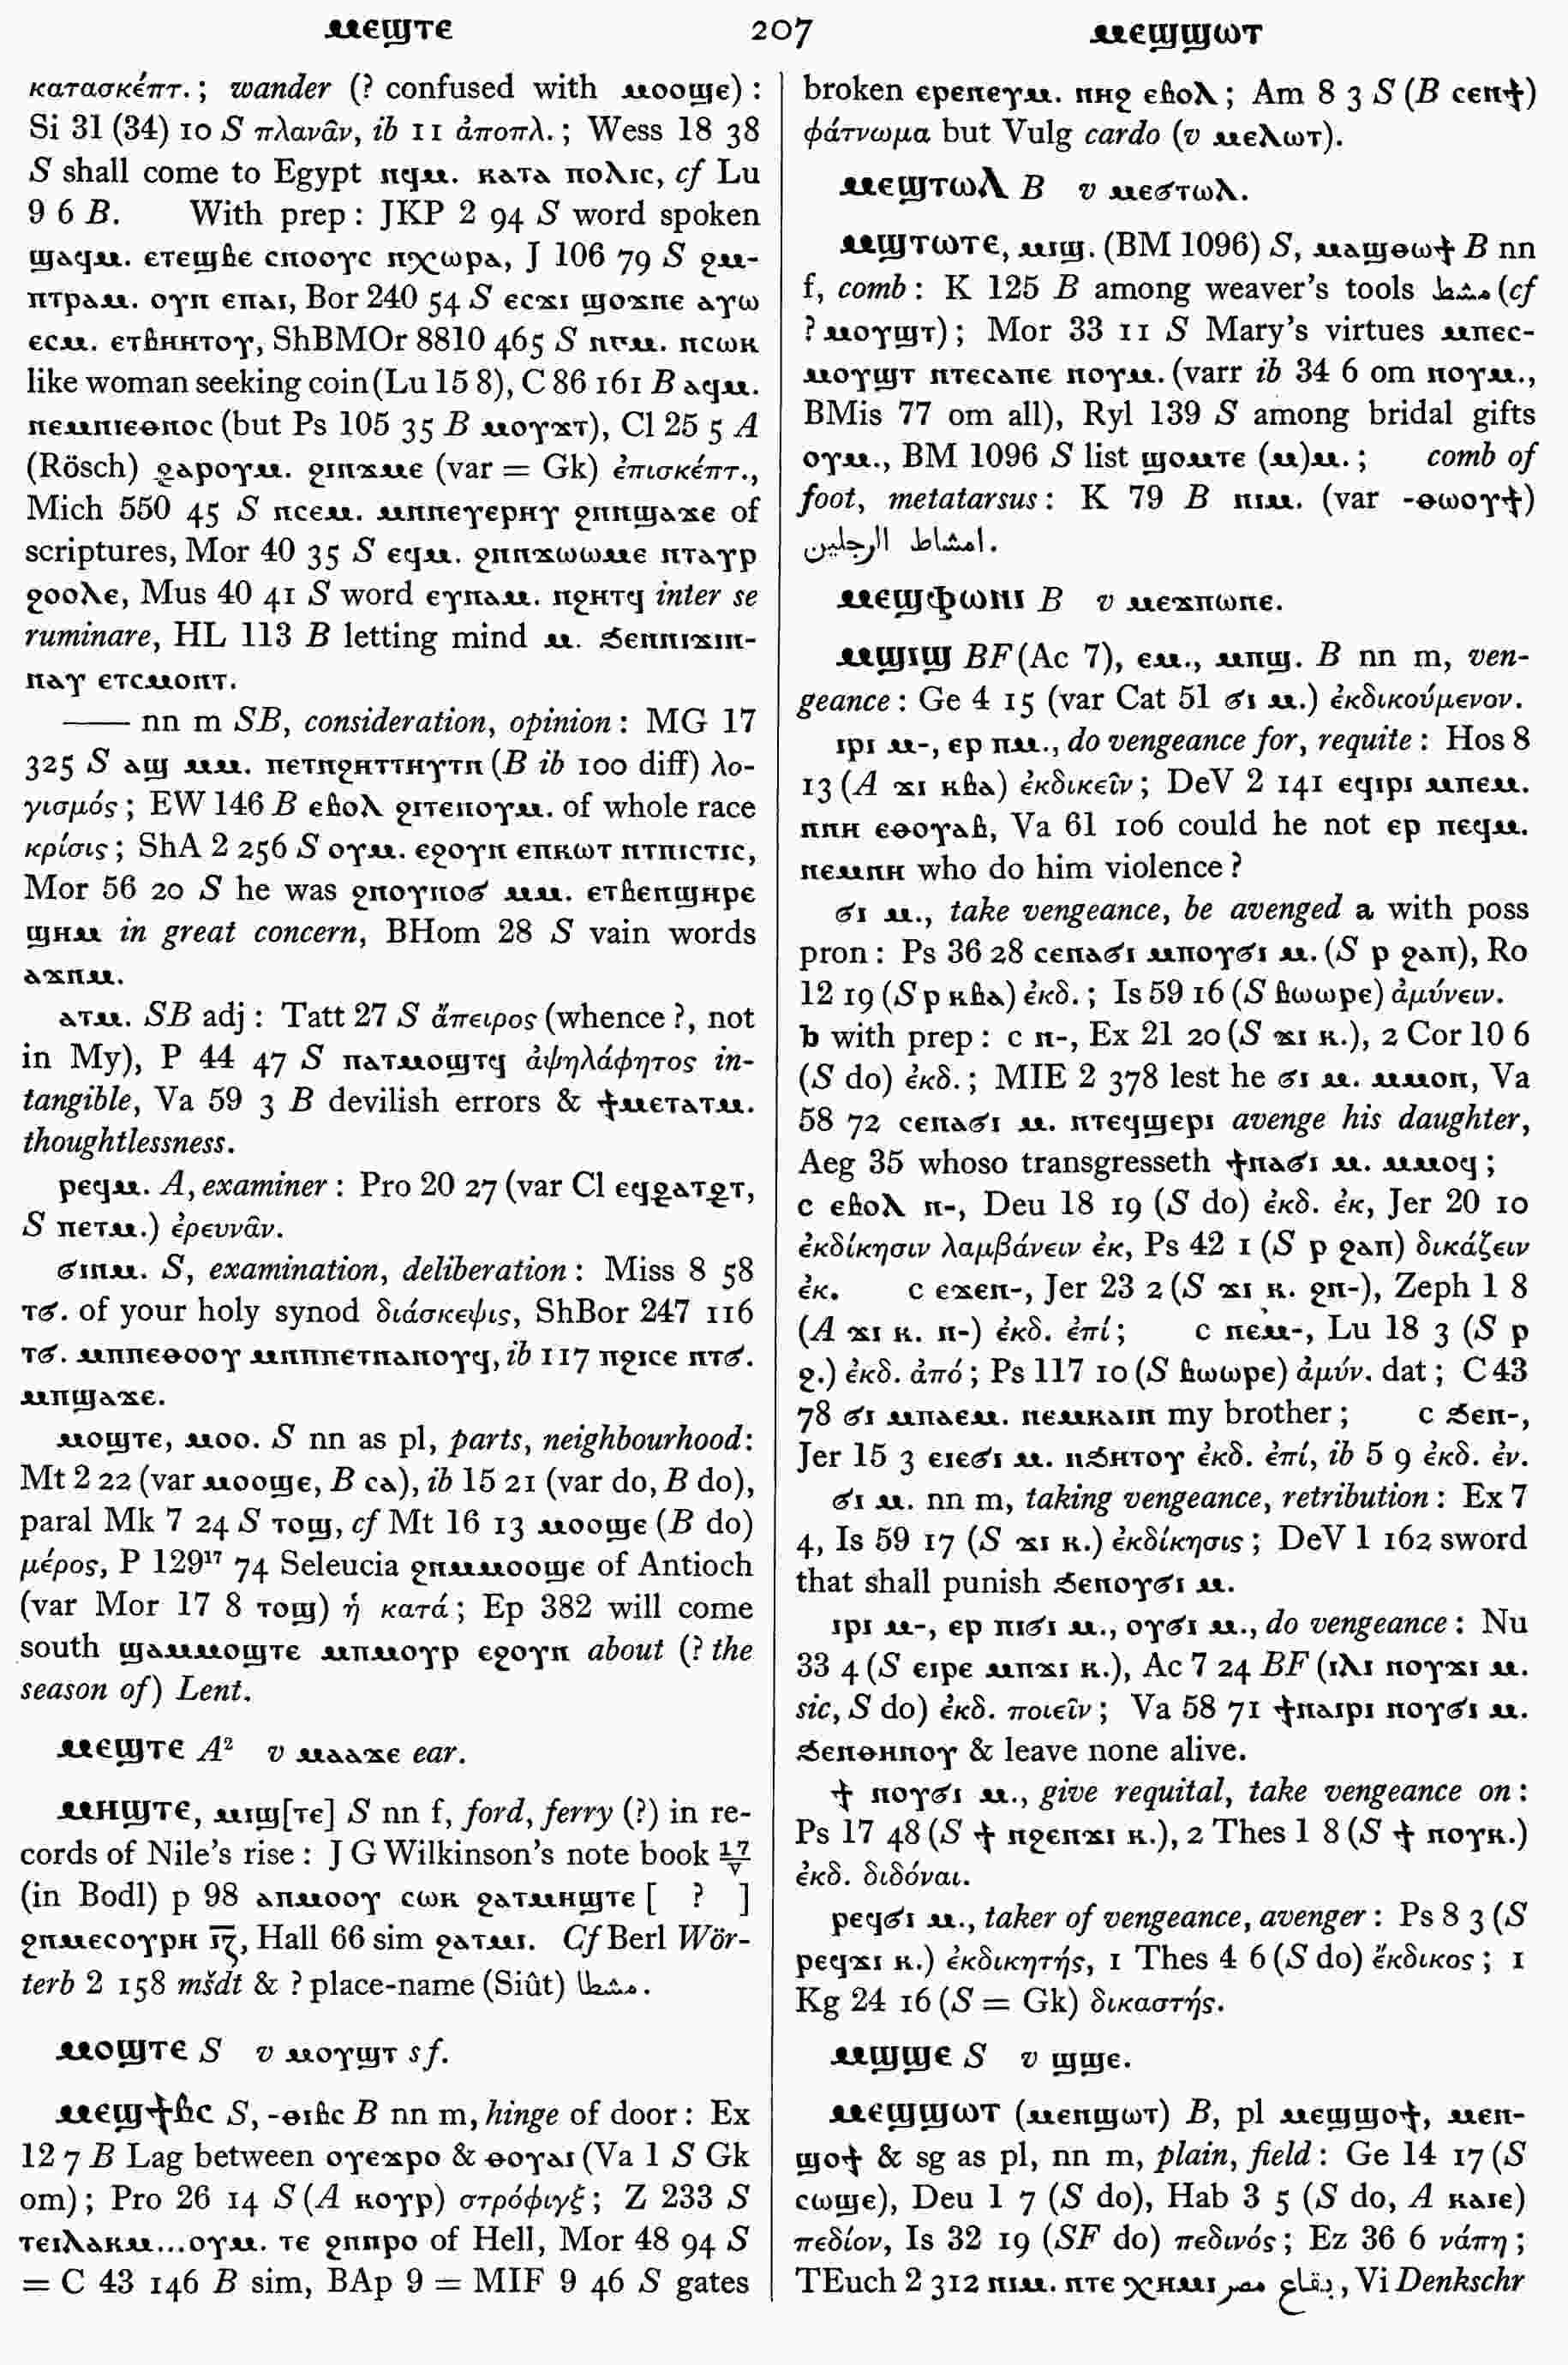 ⲙⲉϣⲧⲉ 207 ⲙⲉϣϣⲱⲧ
κατασκέπτ.; wander (? confused with ⲙⲟⲟϣⲉ):
Si 31 (34) 10 S πλανᾶν, ib 11 ἀποπλ.; Wess 18 38
S shall come to Egypt ⲛϥⲙ. ⲕⲁⲧⲁ ⲡⲟⲗⲓⲥ, cf Lu
9 6 B. With prep: JKP 2 94 S word spoken
ϣⲁϥⲙ. ⲉⲧⲉϣⲃⲉ ⲥⲛⲟⲟⲩⲥ ⲛⲭⲱⲣⲁ, J 106 79 S ϩⲙ-
ⲡⲧⲣⲁⲙ. ⲟⲩⲛ ⲉⲡⲁⲓ, Bor 240 54 S ⲉⲥϫⲓ ϣⲟϫⲛⲉ ⲁⲩⲱ
ⲉⲥⲙ. ⲉⲧⲃⲏⲏⲧⲟⲩ, ShBMOr 8810 465 S ⲛⲅⲙ. ⲛⲥⲱⲕ
like woman seeking coin (Lu 15 8), C 86 161 B ⲁϥⲙ.
ⲛⲉⲙⲛⲓⲉⲑⲛⲟⲥ (but Ps 105 35 B ⲙⲟⲩϫⲧ), Cl 25 5 A
(Rösch) ϩⲁⲣⲟⲩⲙ. ϩⲓⲛϫⲙⲉ (var = Gk) ἐπισκέπτ.,
Mich 550 45 S ⲛⲥⲉⲙ. ⲙⲛⲛⲉⲩⲉⲣⲏⲩ ϩⲛⲛϣⲁϫⲉ of
scriptures, Mor 40 35 S ⲉϥⲙ. ϩⲛⲛϫⲱⲱⲙⲉ ⲛⲧⲁⲩⲣ
ϩⲟⲟⲗⲉ, Mus 40 41 S word ⲉⲩⲛⲁⲙ. ⲛϩⲏⲧϥ inter se
ruminare, HL 113 B letting mind ⲙ. ϧⲉⲛⲛⲓϫⲓⲛ-
ⲛⲁⲩ ⲉⲧⲥⲙⲟⲛⲧ.
—— nn m SB, consideration, opinion: MG 17
325 S ⲁϣ ⲙⲙ. ⲡⲉⲧⲛϩⲏⲧⲧⲏⲩⲧⲛ (B ib 100 diff) λο-
γισμός; EW 146 B ⲉⲃⲟⲗ ϩⲓⲧⲉⲛⲟⲩⲙ. of whole race
κρίσις; ShA 2 256 S ⲟⲩⲙ. ⲉϩⲟⲩⲛ ⲉⲡⲕⲱⲧ ⲛⲧⲡⲓⲥⲧⲓⲥ,
Mor 56 20 S he was ϩⲛⲟⲩⲛⲟϭ ⲙⲙ. ⲉⲧⲃⲉⲡϣⲏⲣⲉ
ϣⲏⲙ in great concern, BHom 28 S vain words
ⲁϫⲛⲙ.
ⲁⲧⲙ. SB adj: Tatt 27 S ἄπειρος (whence ?, not
in My), P 44 47 S ⲡⲁⲧⲙⲟϣⲧϥ ἀψηλάφητος in-
tangible, Va 59 3 B devilish errors & ϯⲙⲉⲧⲁⲧⲙ.
thoughtlessness.
ⲣⲉϥⲙ. A, examiner: Pro 20 27 (var Cl ⲉϥϩⲁⲧϩⲧ,
S ⲡⲉⲧⲙ.) ἐρευνᾶν.
ϭⲓⲛⲙ. S, examination, deliberation: Miss 8 58
ⲧϭ. of your holy synod διάσκεψις, ShBor 247 116
ⲧϭ. ⲙⲡⲡⲉⲑⲟⲟⲩ ⲙⲛⲡⲡⲉⲧⲛⲁⲛⲟⲩϥ, ib 117 ⲡϩⲓⲥⲉ ⲛⲧϭ.
ⲙⲡϣⲁϫⲉ.
ⲙⲟϣⲧⲉ, ⲙⲟⲟ. S nn as pl, parts, neighbourhood:
Mt 2 22 (var ⲙⲟⲟϣⲉ, B ⲥⲁ), ib 15 21 (var do, B do),
paral Mk 7 24 S ⲧⲟϣ, cf Mt 16 13 ⲙⲟⲟϣⲉ (B do)
μέρος, P 129¹⁷ 74 Seleucia ϩⲛⲙⲙⲟⲟϣⲉ of Antioch
(var Mor 17 8 ⲧⲟϣ) ἡ κατά; Ep 382 will come
south ϣⲁⲙⲙⲟϣⲧⲉ ⲙⲡⲙⲟⲩⲣ ⲉϩⲟⲩⲛ about (? the
season of) Lent.
ⲙⲉϣⲧⲉ A² v ⲙⲁⲁϫⲉ ear.
ⲙⲏϣⲧⲉ, ⲙⲓϣ[ⲧⲉ] S nn f, ford, ferry (?) in re-
cords of Nile's rise: J G Wilkinson's note book 17/V
(in Bodl) p 98 ⲁⲡⲙⲟⲟⲩ ⲥⲱⲕ ϩⲁⲧⲙⲏϣⲧⲉ [ ? ]
ϩⲛⲙⲉⲥⲟⲩⲣⲏ ⲓⲍ̅, Hall 66 sim ϩⲁⲧⲙⲓ. Cf Berl Wör-
terb 2 158 mšdt & ? place-name (Siût) مشطا.
ⲙⲟϣⲧⲉ S v ⲙⲟⲩϣⲧ sf.
ⲙⲉϣϯⲃⲥ S, -ⲑⲓⲃⲥ B nn m, hinge of door: Ex
12 7 B Lag between ⲟⲩⲉϫⲣⲟ & ⲑⲟⲩⲁⲓ (Va 1 S Gk
om); Pro 26 14 S (A ⲕⲟⲩⲣ) στρόφιγξ; Z 233 S
ⲧⲉⲓⲗⲁⲕⲙ...ⲟⲩⲙ. ⲧⲉ ϩⲛⲡⲣⲟ of Hell, Mor 48 94 S
= C 43 146 B sim, BAp 9 = MIF 9 46 S gates
broken ⲉⲣⲉⲛⲉⲩⲙ. ⲡⲏϩ ⲉⲃⲟⲗ; Am 8 3 S (B ⲥⲉⲛϯ)
φάτνωμα but Vulg cardo (v ⲙⲉⲗⲱⲧ).
ⲙⲉϣⲧⲱⲗ B v ⲙⲉϭⲧⲱⲗ.
ⲙϣⲧⲱⲧⲉ, ⲙⲓϣ. (BM 1096) S, ⲙⲁϣⲑⲱϯ B nn
f, comb: K 125 B among weaver's tools مشط (cf
? ⲙⲟⲩϣⲧ); Mor 33 11 S Mary's virtues ⲙⲡⲉⲥ-
ⲙⲟⲩϣⲧ ⲛⲧⲉⲥⲁⲡⲉ ⲛⲟⲩⲙ. (varr ib 34 6 om ⲛⲟⲩⲙ.,
BMis 77 om all), Ryl 139 S among bridal gifts
ⲟⲩⲙ., BM 1096 S list ϣⲟⲙⲧⲉ (ⲙ)ⲙ.; comb of
foot, metatarsus: K 79 B ⲡⲓⲙ. (var -ⲑⲱⲟⲩϯ)
امشاط الرجلين.
ⲙⲉϣⲫⲱⲛⲓ B v ⲙⲉϫⲡⲱⲛⲉ.
ⲙϣⲓϣ BF (Ac 7), ⲉⲙ., ⲙⲡϣ. B nn m, ven-
geance: Ge 4 15 (var Cat 51 ϭⲓ ⲙ.) ἐκδικούμενον.
ⲓⲣⲓ ⲙ-, ⲉⲣ ⲡⲙ., do vengeance for, requite: Hos 8
13 (A ϫⲓ ⲕⲃⲁ) ἐκδικεῖν; DeV 2 141 ⲉϥⲓⲣⲓ ⲙⲡⲉⲙ.
ⲛⲛⲏ ⲉⲑⲟⲩⲁⲃ, Va 61 106 could he not ⲉⲣ ⲡⲉϥⲙ.
ⲛⲉⲙⲛⲏ who do him violence?
ϭⲓ ⲙ., take vengeance, be avenged a with poss
pron: Ps 36 28 ⲥⲉⲛⲁϭⲓ ⲙⲡⲟⲩϭⲓ ⲙ. (S ⲣ ϩⲁⲡ), Ro
12 19 (S ⲣ ⲕⲃⲁ) ἐκδ.; Is 59 16 (S ⲃⲱⲱⲣⲉ) ἀμύνειν.
b with prep: c ⲛ-, Ex 21 20 (S ϫⲓ ⲕ.), 2 Cor 10 6
(S do) ἐκδ.; MIE 2 378 lest he ϭⲓ ⲙ. ⲙⲙⲟⲛ, Va
58 72 ⲥⲉⲛⲁϭⲓ ⲙ. ⲛⲧⲉϥϣⲉⲣⲓ avenge his daughter,
Aeg 35 whoso transgresseth ϯⲛⲁϭⲓ ⲙ. ⲙⲙⲟϥ;
c ⲉⲃⲟⲗ ⲛ-, Deu 18 19 (S do) ἐκδ. ἐκ, Jer 20 10
ἐκδίκησιν λαμβάνειν ἐκ, Ps 42 1 (S ⲣ ϩⲁⲡ) δικάζειν
ἐκ. c ⲉϫⲉⲛ-, Jer 23 2 (S ϫⲓ ⲕ. ϩⲛ-), Zeph 1 8
(A ϫⲓ ⲕ. ⲛ-) ἐκδ. ἐπί; c ⲛⲉⲙ-, Lu 18 3 (S ⲣ
ϩ.) ἐκδ. ἀπό; Ps 117 10 (S ⲃⲱⲱⲣⲉ) ἀμύν. dat; C 43
78 ϭⲓ ⲙⲡⲁⲉⲙ. ⲛⲉⲙⲕⲁⲓⲛ my brother; c ϧⲉⲛ-,
Jer 15 3 ⲉⲓⲉϭⲓ ⲙ. ⲛϧⲏⲧⲟⲩ ἐκδ. ἐπί, ib 5 9 ἐκδ. ἐν.
ϭⲓ ⲙ. nn m, taking vengeance, retribution: Ex 7
4, Is 59 17 (S ϫⲓ ⲕ.) ἐκδίκησις; DeV 1 162 sword
that shall punish ϧⲉⲛⲟⲩϭⲓ ⲙ.
ⲓⲣⲓ ⲙ-, ⲉⲣ ⲡⲓϭⲓ ⲙ., ⲟⲩϭⲓ ⲙ., do vengeance: Nu
33 4 (S ⲉⲓⲣⲉ ⲙⲡϫⲓ ⲕ.), Ac 7 24 BF (ⲓⲗⲓ ⲛⲟⲩϫⲓ ⲙ.
sic, S do) ἐκδ. ποιεῖν; Va 58 71 ϯⲛⲁⲓⲣⲓ ⲛⲟⲩϭⲓ ⲙ.
ϧⲉⲛⲑⲏⲛⲟⲩ & leave none alive.
ϯ ⲛⲟⲩϭⲓ ⲙ., give requital, take vengeance on:
Ps 17 48 (S ϯ ⲛϩⲉⲛϫⲓ ⲕ.), 2 Thes 1 8 (S ϯ ⲛⲟⲩⲕ.)
ἐκδ. διδόναι.
ⲣⲉϥϭⲓ ⲙ., taker of vengeance, avenger: Ps 8 3 (S
ⲣⲉϥϫⲓ ⲕ.) ἐκδικητής, 1 Thes 4 6 (S do) ἔκδικος; 1
Kg 24 16 (S = Gk) δικαστής.
ⲙϣϣⲉ S v ϣϣⲉ.
ⲙⲉϣϣⲱⲧ (ⲙⲉⲛϣⲱⲧ) B, pl ⲙⲉϣϣⲟϯ, ⲙⲉⲛ-
ϣⲟϯ & sg as pl, nn m, plain, field: Ge 14 17 (S
ⲥⲱϣⲉ), Deu 1 7 (S do), Hab 3 5 (S do, A ⲕⲁⲓⲉ)
πεδίον, Is 32 19 (SF do) πεδινός; Ez 36 6 νάπη;
TEuch 2 312 ⲛⲓⲙ. ⲛⲧⲉ ⲭⲏⲙⲓ بقاع مصر, Vi Denkschr